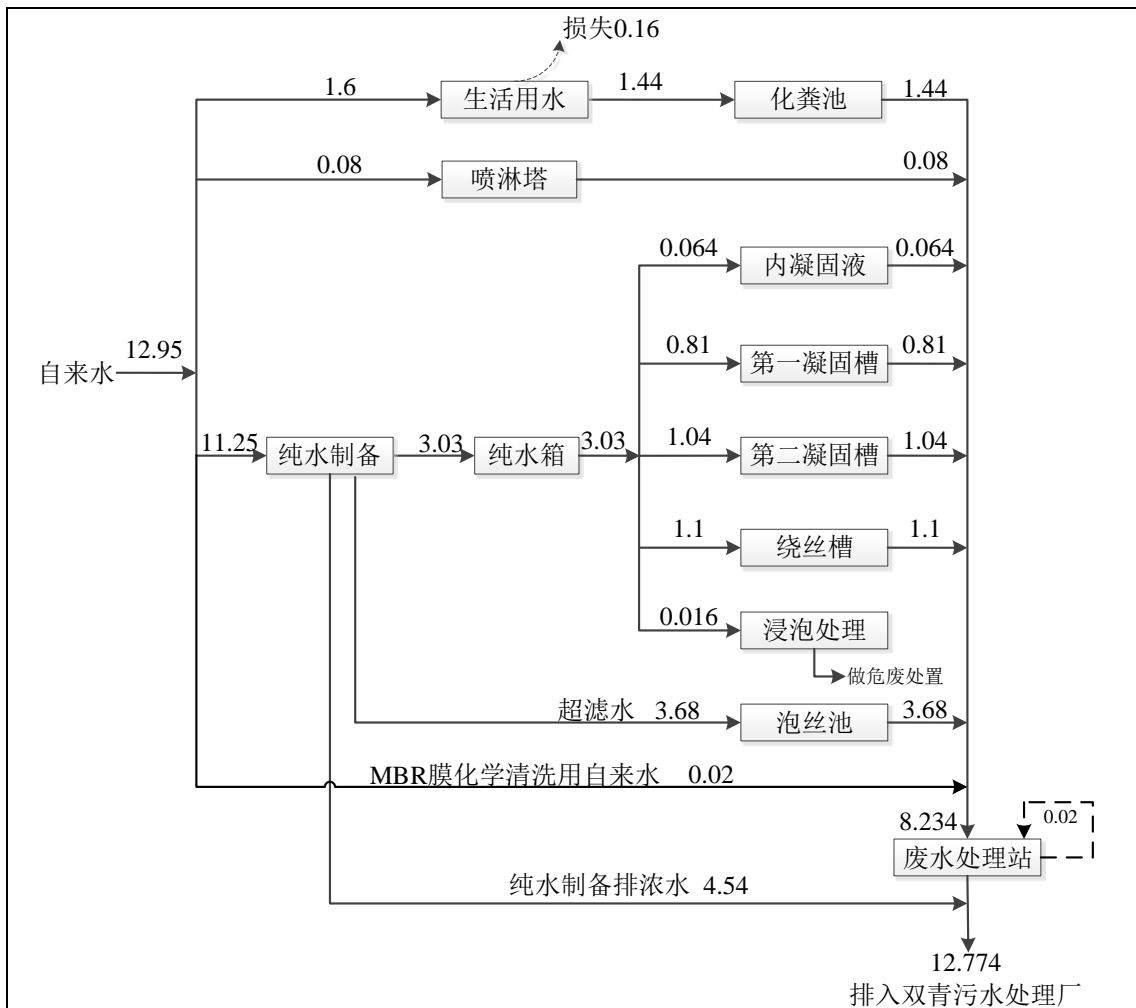 损失0.16
1.6
生活用水
1.44
化粪池
1.44
0.08
喷淋塔
0.08
0.064
内凝固液
0.064
12.95
自来水
0.81
第一凝固槽
0.81
11.25
纯水制备
3.03
纯水箱
3.03
1.04
第二凝固槽
1.04
1.1
绕丝槽
1.1
0.016
浸泡处理
做危废处置
超滤水 3.68
泡丝池
3.68
MBR膜化学清洗用自来水 0.02
8.234
0.02
废水处理站
纯水制备排浓水 4.54
12.774
排入双青污水处理厂